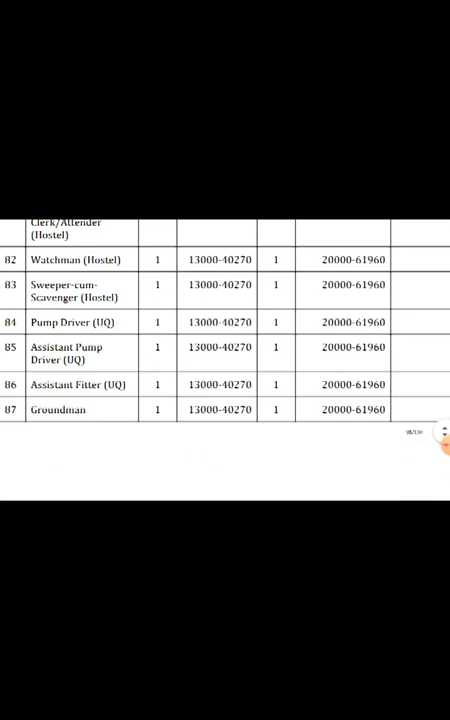 Clerk/Attender
(Hostel)
82 Watchman (Hostel) 1 13000-40270 1 20000-61960
83 Sweeper-cum- 1 13000-40270 1 20000-61960
Scavenger (Hostel)
84 Pump Driver (UQ) 1 13000-40270 1 20000-61960
85 Assistant Pump 1 13000-40270 1 20000-61960
Driver (UQ)
86 Assistant Fitter (UQ) 1 13000-40270 1 20000-61960
87 Groundman 1 13000-40270 1 20000-61960